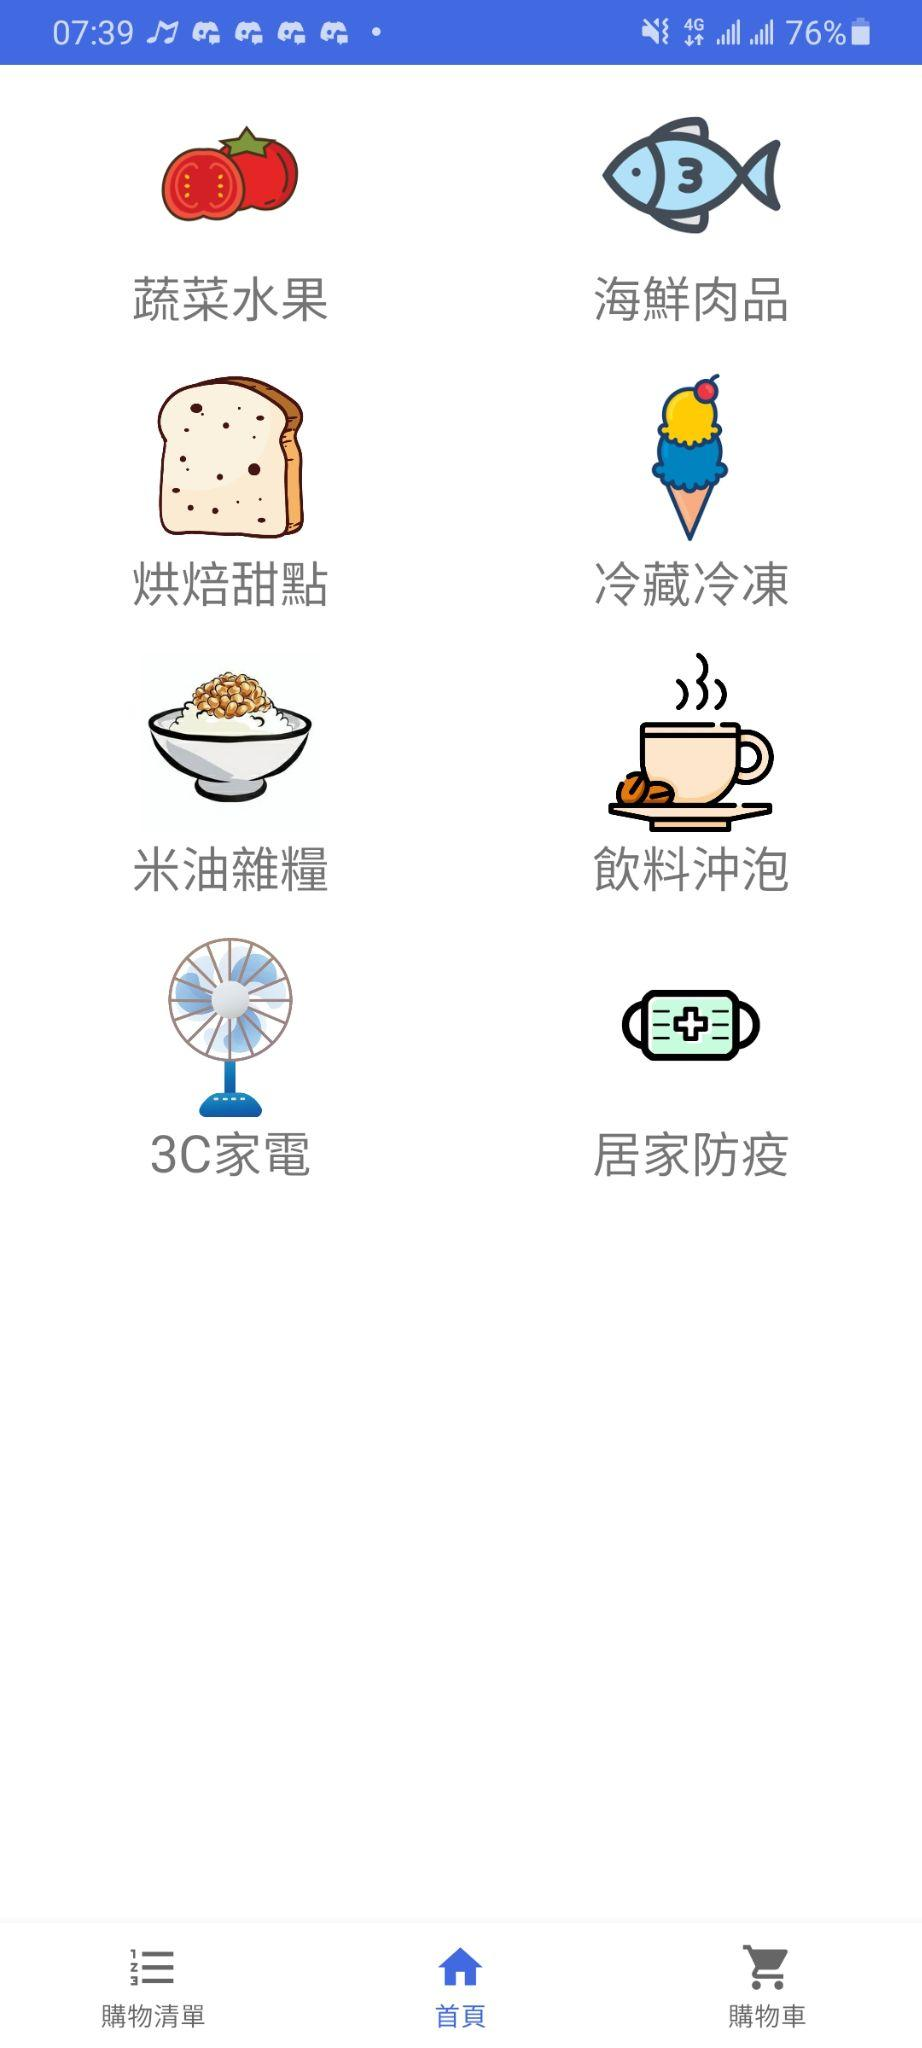 07:39 4G 76%
3
蔬菜水果 海鮮肉品
烘焙甜點 冷藏冷凍
米油雜糧 飲料沖泡
3C家電 居家防疫
購物清單 首頁 購物車